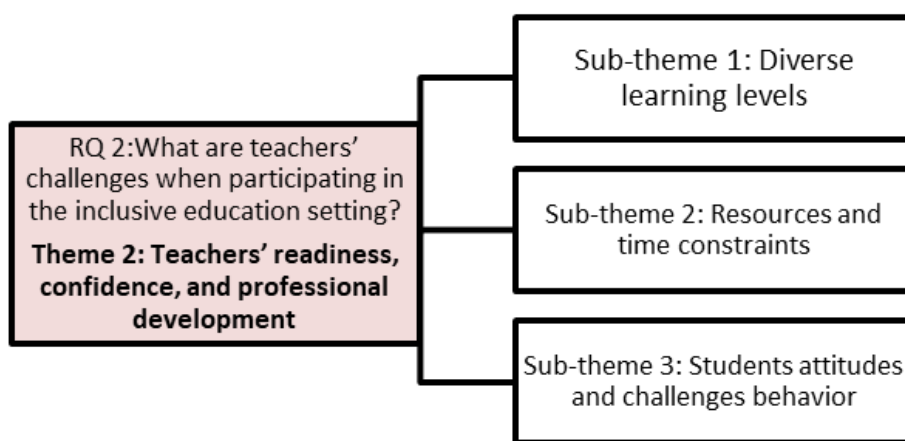 RQ 2:What are teachers'
challenges when participating in
the inclusive education setting?
Theme 2: Teachers' readiness,
confidence, and professional
development
Sub-theme 1: Diverse
learning levels
Sub-theme 2: Resources and
time constraints
Sub-theme 3: Students attitudes
and challenges behavior